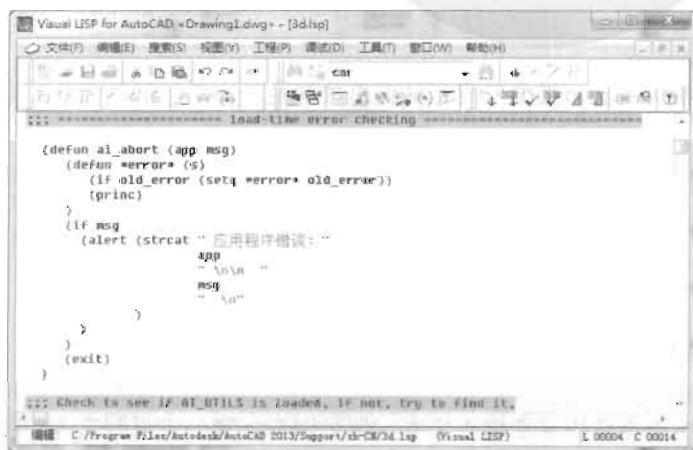 Visual LISP for AutoCAD <Drawing1.dwg> - [3d.lsp]
文件(F) 编辑(E) 搜索(S) 视图(V) 工程(P) 调试(D) 工具(T) 窗口(W) 帮助(H)
car
;;; ===================== load-time error checking ============================
(defun ai_abort (app msg)
(defun *error* (s)
(if old_error (setq *error* old_error))
(princ)
)
(if msg
(alert (strcat " 应用程序错误: "
app
" \n\n  "
msg
"  \n"
)
)
)
(exit)
)
;;; Check to see if AI_UTILS is loaded, If not, try to find it,
编辑: C:/Program Files/Autodesk/AutoCAD 2013/Support/zh-CN/3d.lsp (Visual LISP) L 00004 C 00014